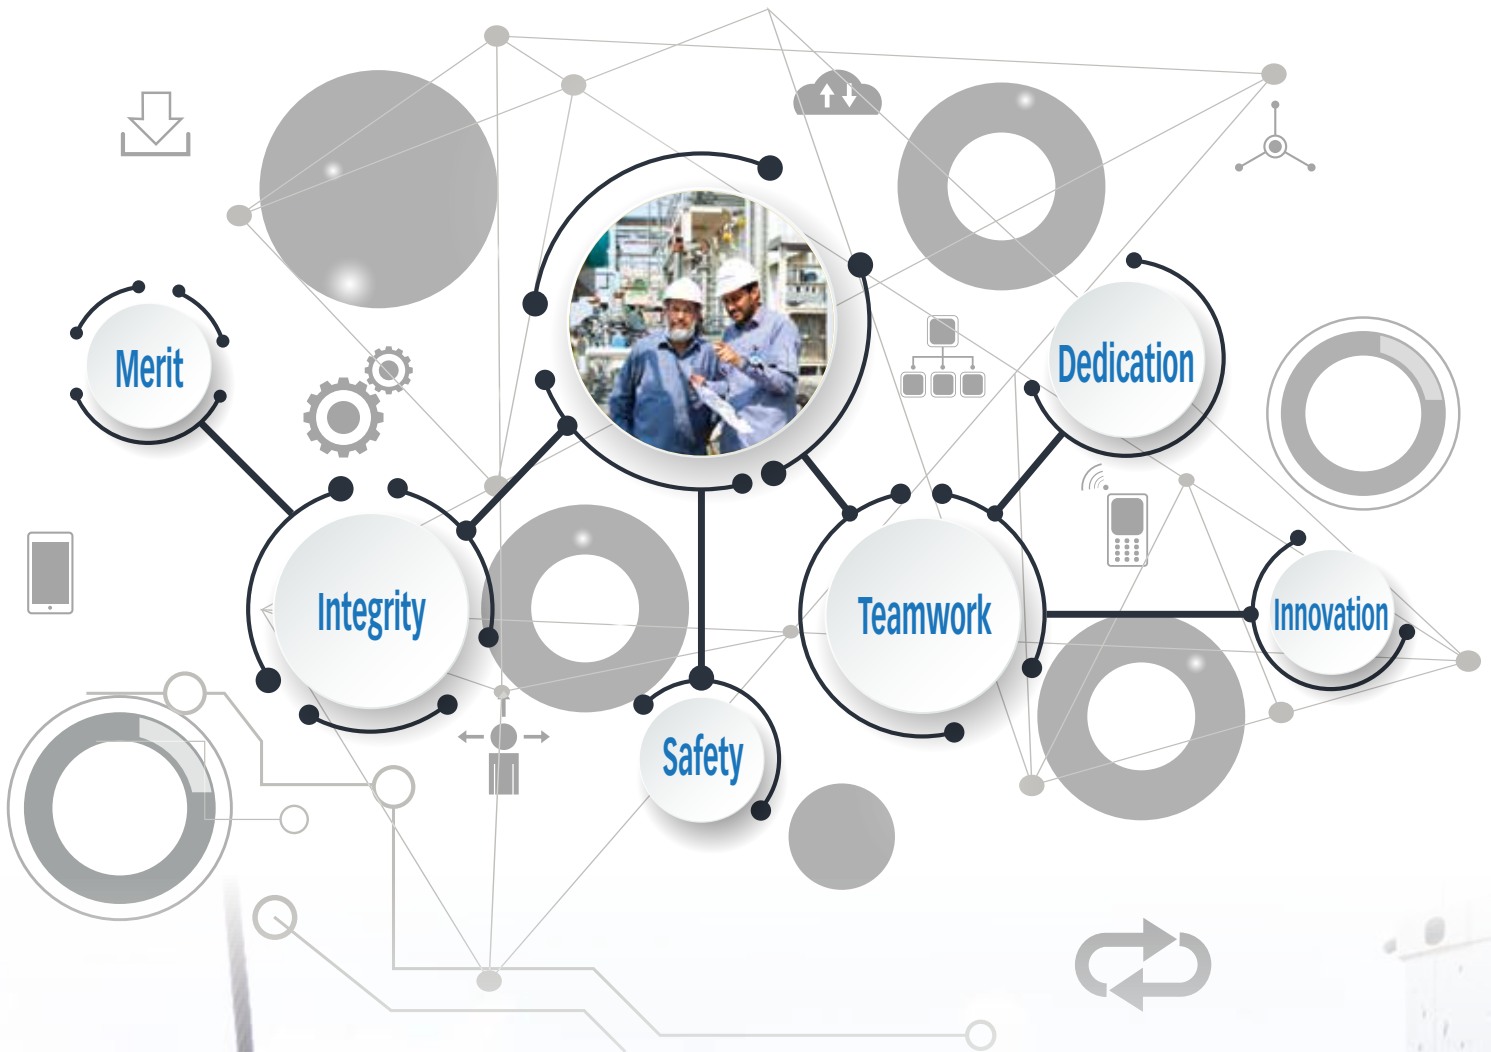 Merit
Dedication
Integrity
Teamwork
Innovation
Safety